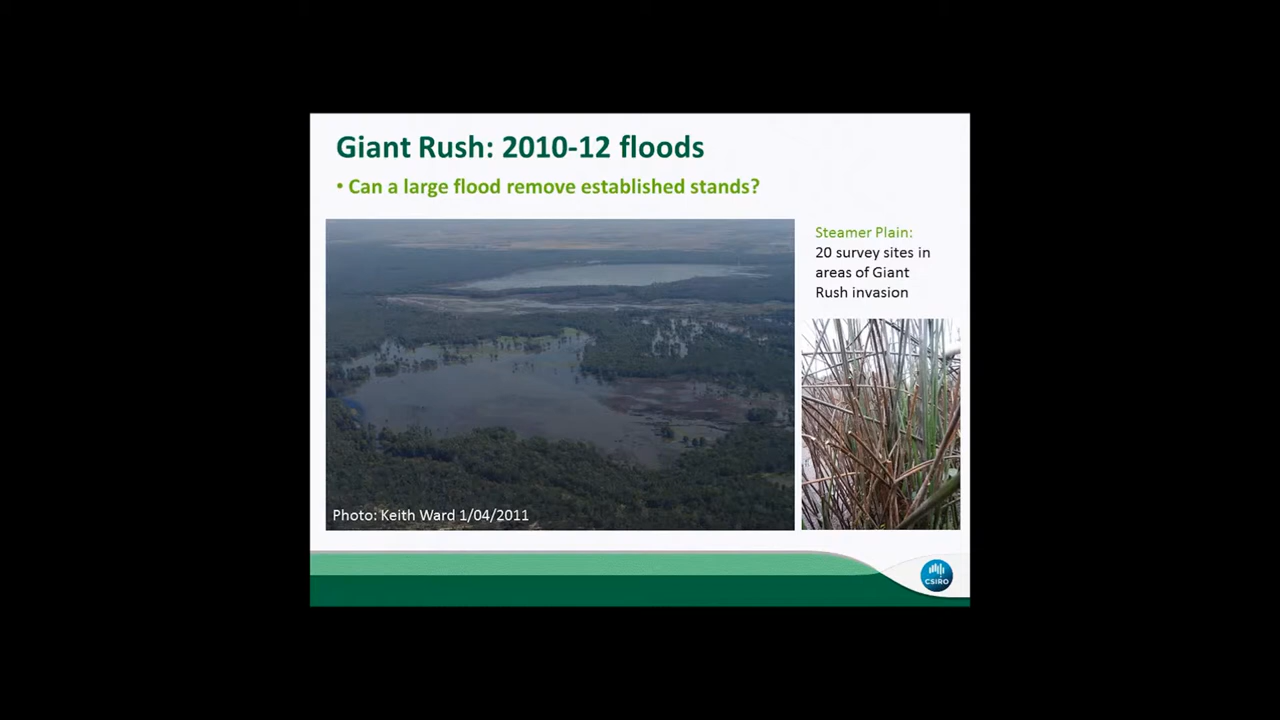 Giant Rush: 2010-12 floods
• Can a large flood remove established stands?
Steamer Plain:
20 survey sites in
areas of Giant
Rush invasion
Photo: Keith Ward 1/04/2011
CSIRO